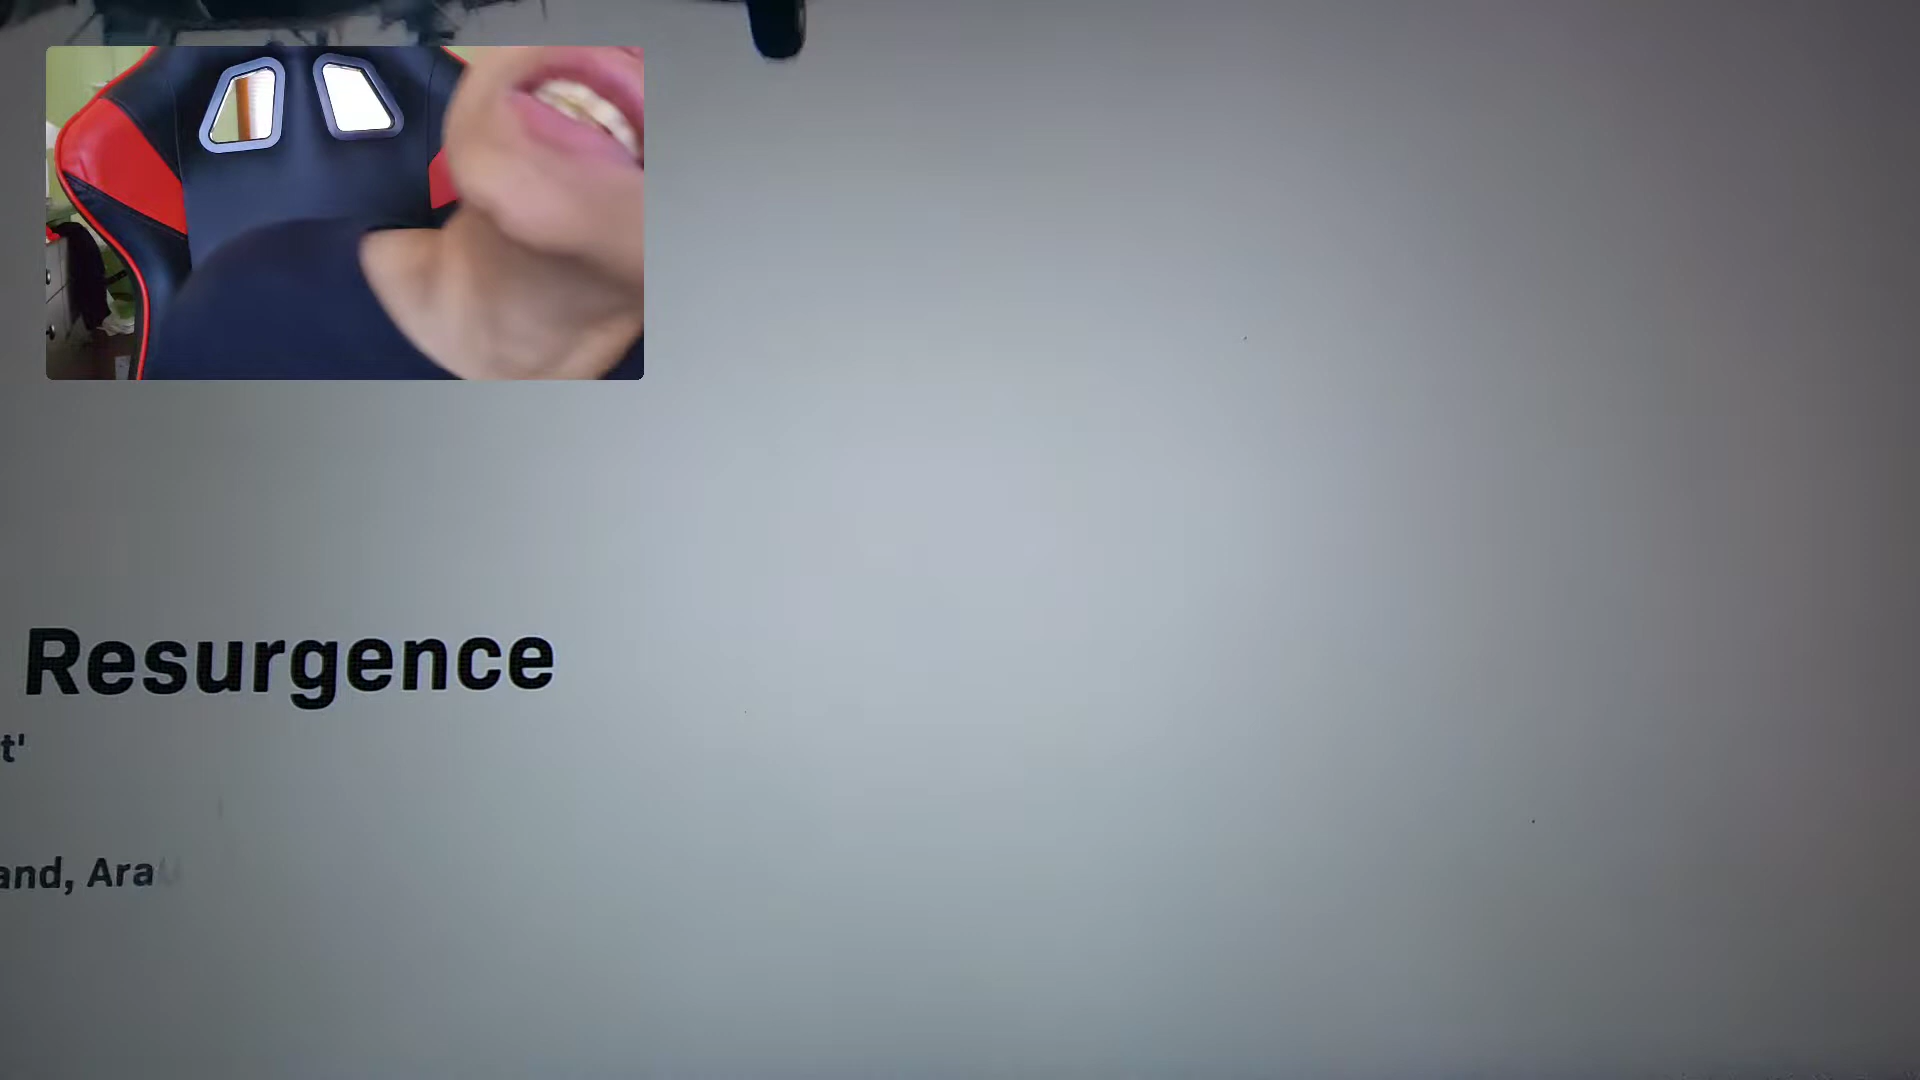 Resurgence
t'
and, Ara